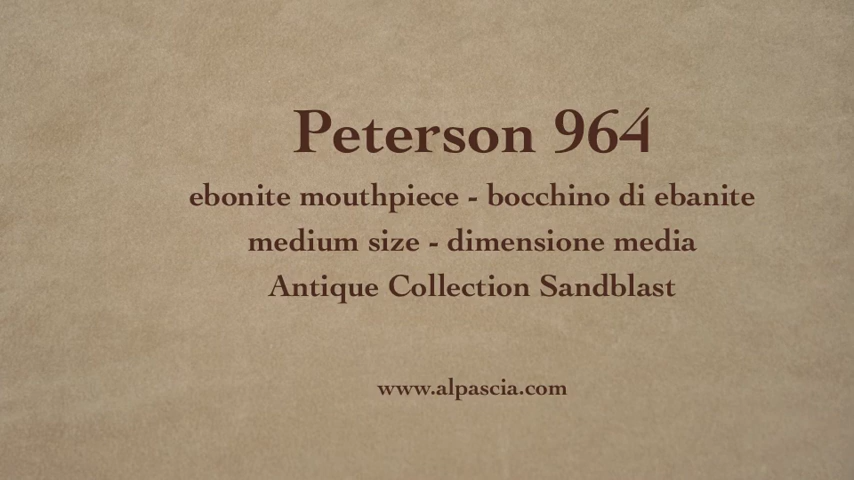 Peterson 964
ebonite mouthpiece - bocchino di ebanite
medium size - dimensione media
Antique Collection Sandblast
www.alpascia.com